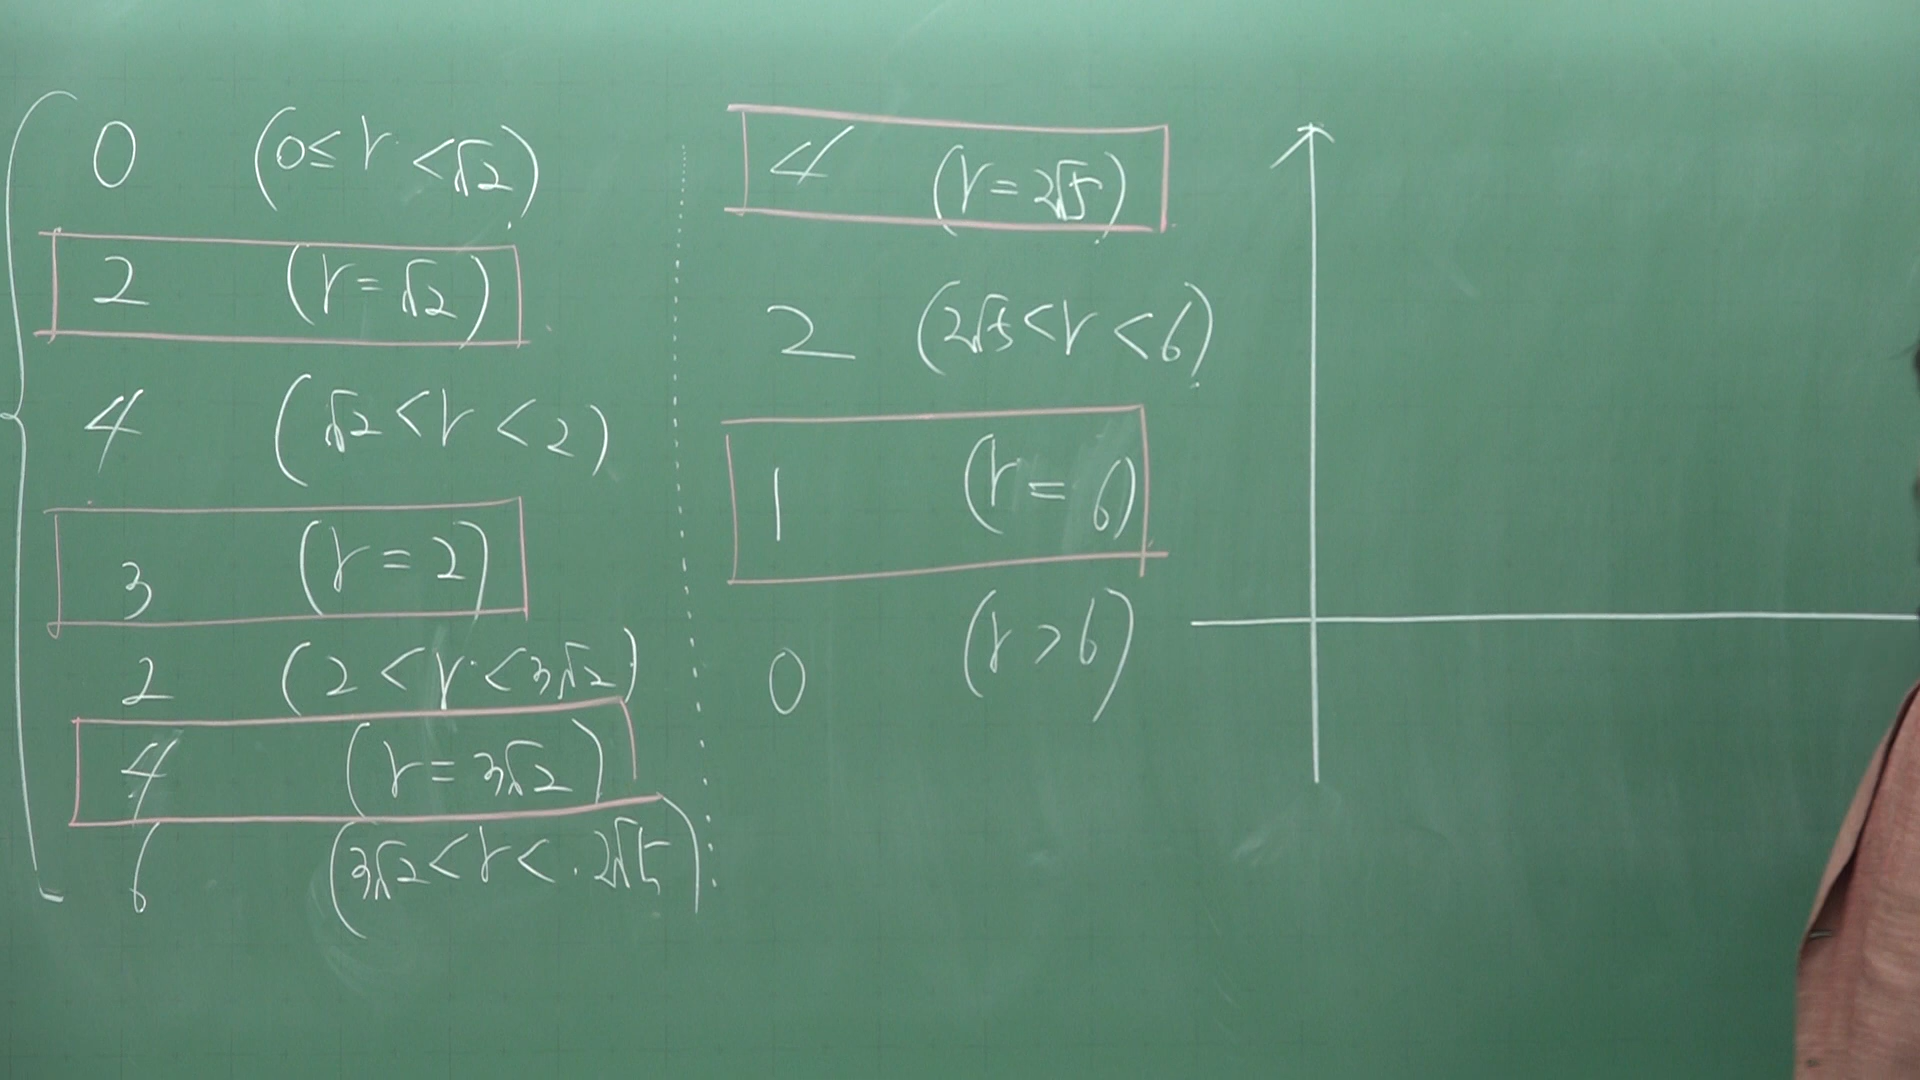 0 (0 ≤ r < √2)
2 (r = √2)
4 (√2 < r < 2)
3 (r = 2)
2 (2 < r < 3√2)
4 (r = 3√2)
6 (3√2 < r < 2√5)
4 (r = 2√5)
2 (2√5 < r < 6)
1 (r = 6)
0 (r > 6)